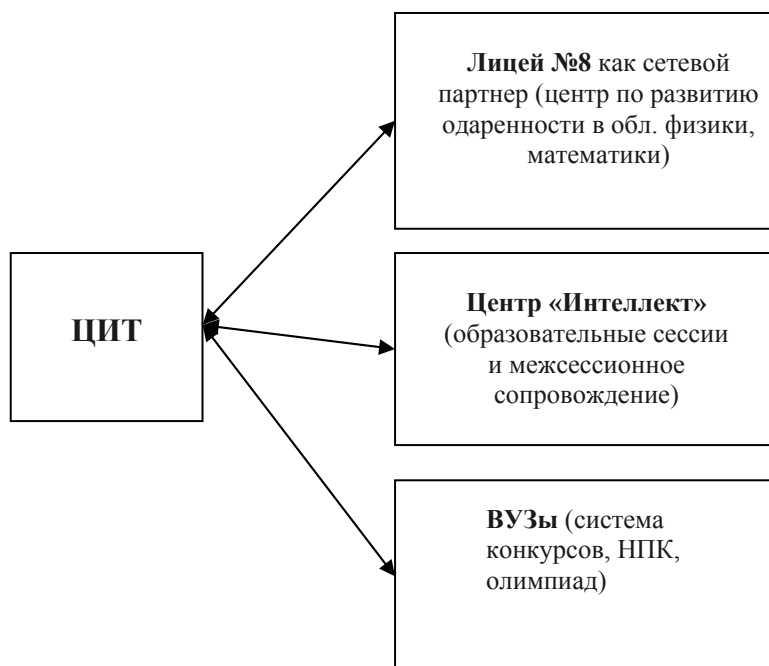 Лицей №8 как сетевой
партнер (центр по развитию
одаренности в обл. физики,
математики)
ЦИТ
Центр «Интеллект»
(образовательные сессии
и межсессионное
сопровождение)
ВУЗы (система
конкурсов, НПК,
олимпиад)